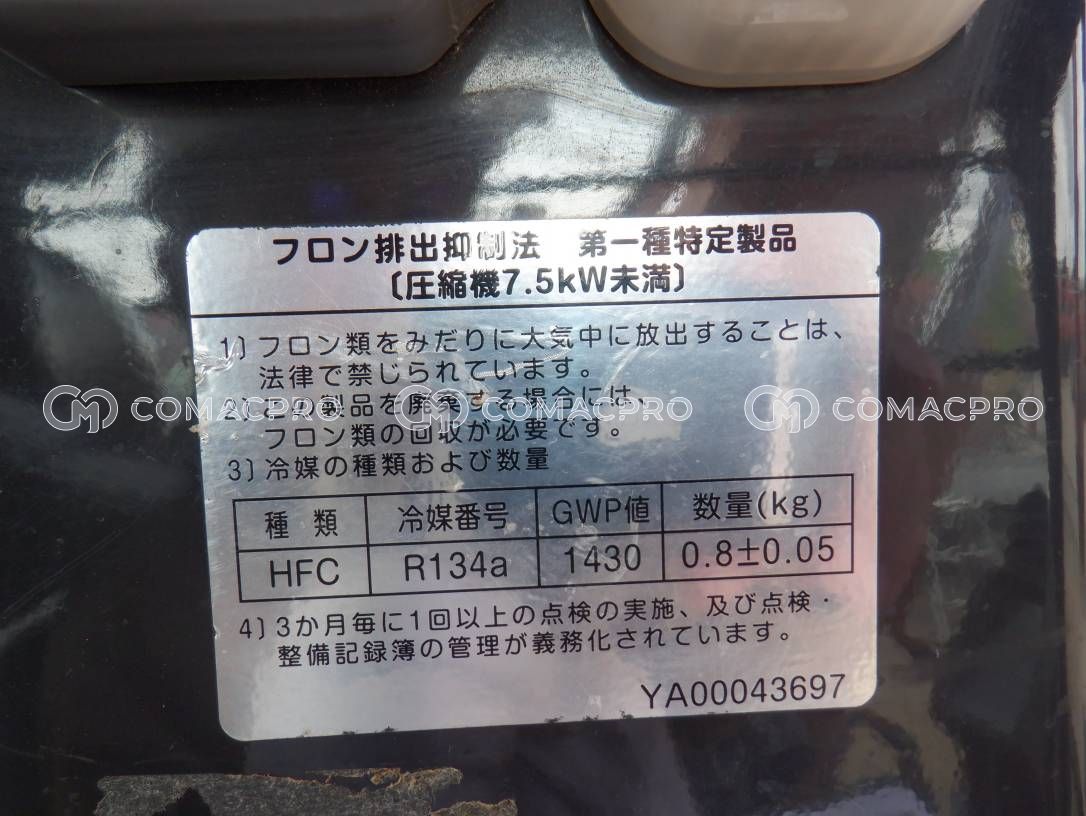 フロン排出抑制法　第一種特定製品
〔圧縮機7.5kW未満〕
1〕フロン類をみだりに大気中に放出することは、
法律で禁じられています。
2〕この製品を廃棄する場合には、
フロン類の回収が必要です。
3〕冷媒の種類および数量
種類 冷媒番号 GWP値 数量(kg)
HFC R134a 1430 0.8±0.05
4〕3か月毎に1回以上の点検の実施、及び点検・
整備記録簿の管理が義務化されています。
YA00043697
COMACPRO COMACPRO COMACPRO